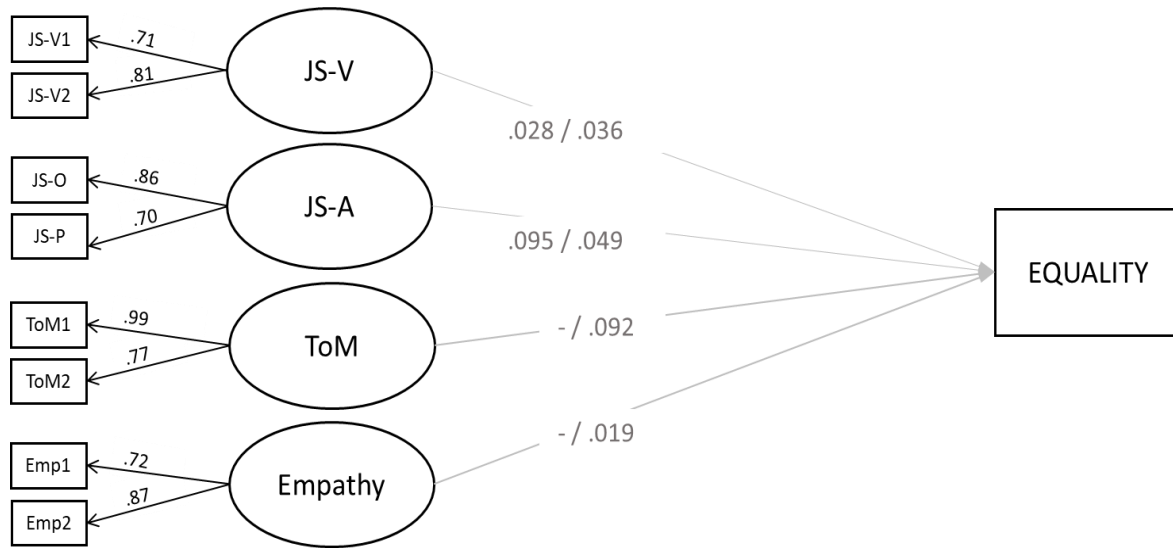 JS-V1
.71
JS-V2
.81
JS-V
.028 / .036
JS-O
.86
JS-P
.70
JS-A
.095 / .049
EQUALITY
ToM1
.99
ToM2
.77
ToM
- / .092
Emp1
.72
Emp2
.87
Empathy
- / .019